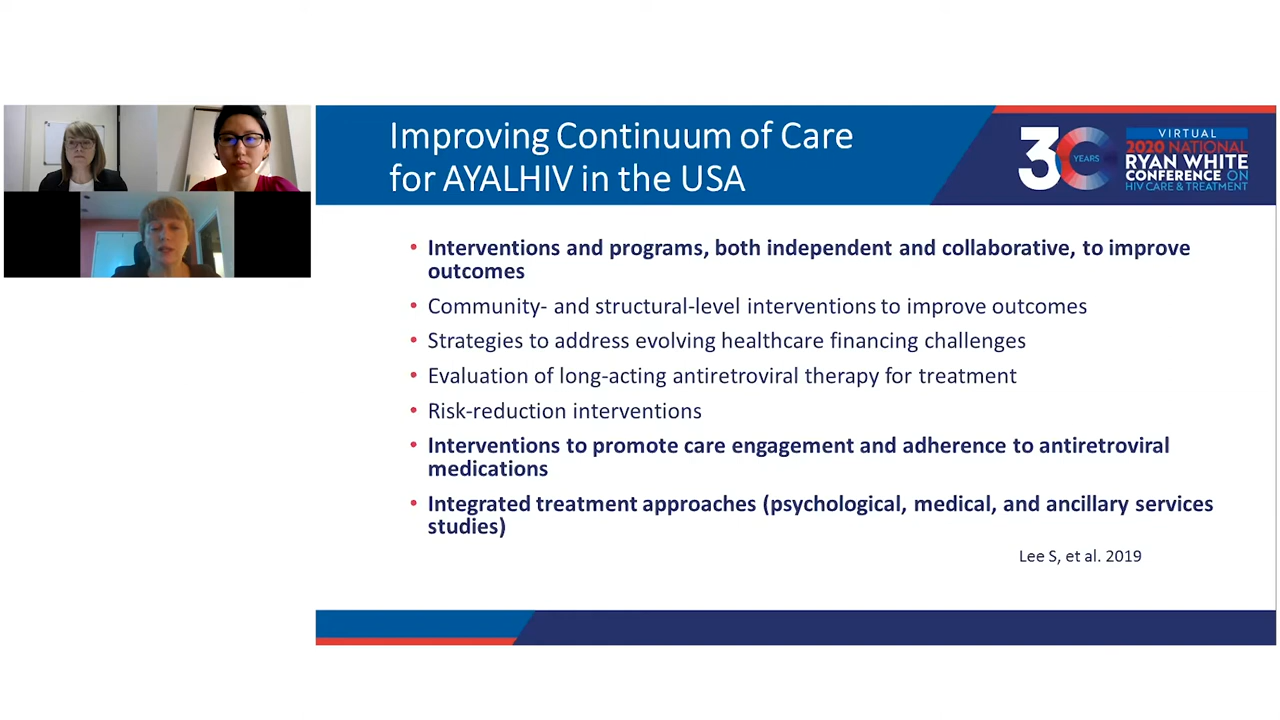 Improving Continuum of Care
for AYALHIV in the USA
30
YEARS
VIRTUAL
2020 NATIONAL
RYAN WHITE
CONFERENCE ON
HIV CARE & TREATMENT
• Interventions and programs, both independent and collaborative, to improve
outcomes
• Community- and structural-level interventions to improve outcomes
• Strategies to address evolving healthcare financing challenges
• Evaluation of long-acting antiretroviral therapy for treatment
• Risk-reduction interventions
• Interventions to promote care engagement and adherence to antiretroviral
medications
• Integrated treatment approaches (psychological, medical, and ancillary services
studies)
Lee S, et al. 2019